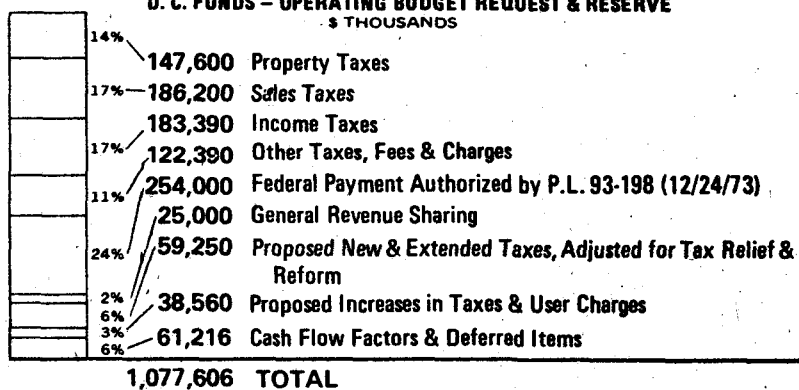 D. C. FUNDS – OPERATING BUDGET REQUEST & RESERVE
$ THOUSANDS
14% 147,600 Property Taxes
17% 186,200 Sales Taxes
17% 183,390 Income Taxes
11% 122,390 Other Taxes, Fees & Charges
24% 254,000 Federal Payment Authorized by P.L. 93-198 (12/24/73)
2% 25,000 General Revenue Sharing
6% 59,250 Proposed New & Extended Taxes, Adjusted for Tax Relief &
Reform
3% 38,560 Proposed Increases in Taxes & User Charges
6% 61,216 Cash Flow Factors & Deferred Items
1,077,606 TOTAL